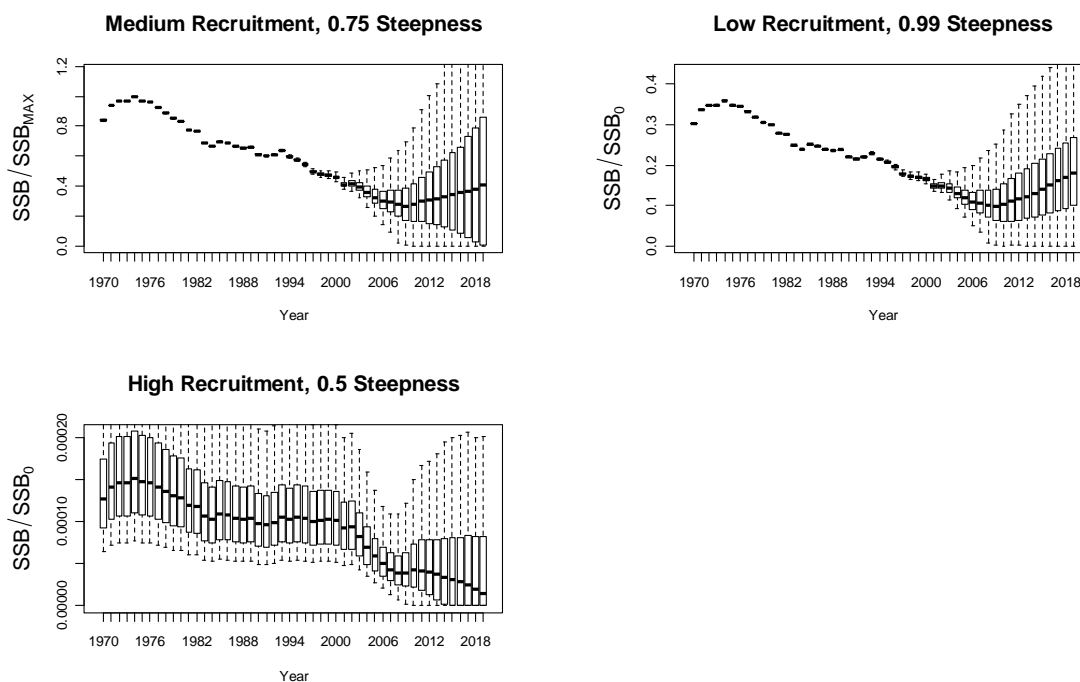 Medium Recruitment, 0.75 Steepness
SSB / SSB_MAX
0.0 0.4 0.8 1.2
1970 1976 1982 1988 1994 2000 2006 2012 2018
Year
Low Recruitment, 0.99 Steepness
SSB / SSB_0
0.0 0.1 0.2 0.3 0.4
1970 1976 1982 1988 1994 2000 2006 2012 2018
Year
High Recruitment, 0.5 Steepness
SSB / SSB_0
0.00000 0.00010 0.00020
1970 1976 1982 1988 1994 2000 2006 2012 2018
Year